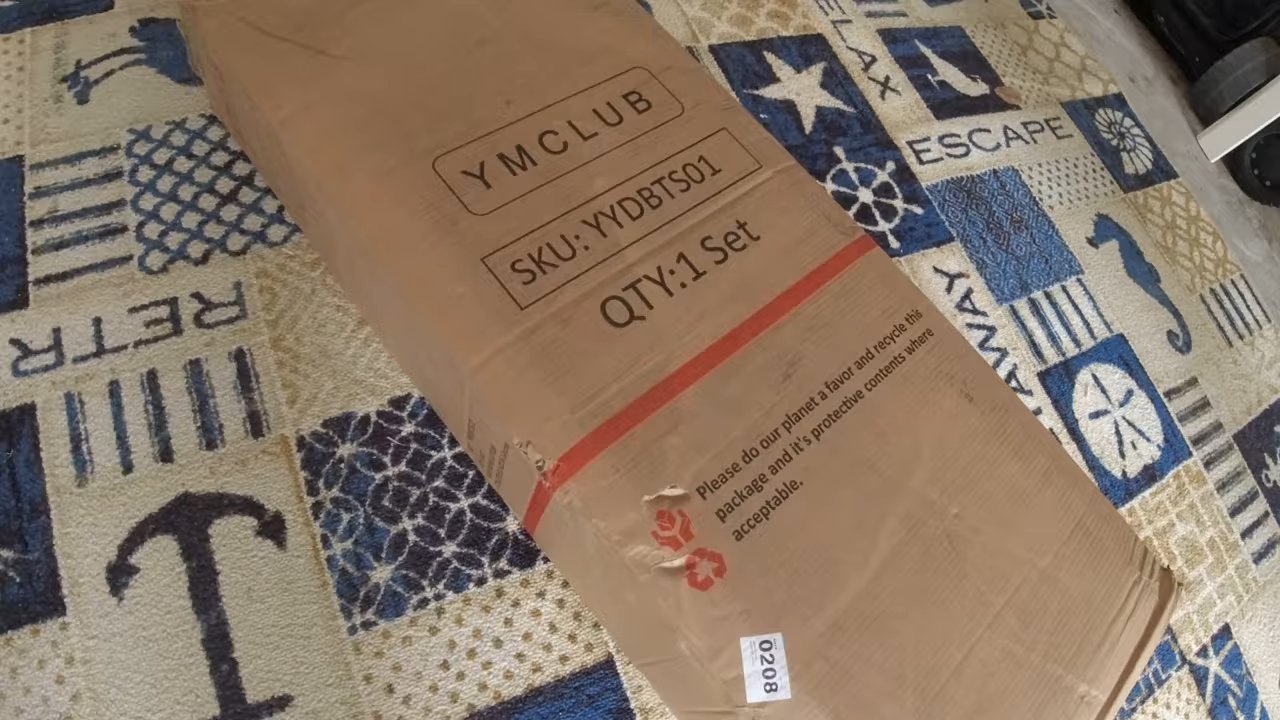 YMCLUB
SKU: YYDBTS01
QTY:1 Set
Please do our planet a favor and recycle this
package and it's protective contents where
acceptable.
0208
RELAX
ESCAPE
AWAY
RETR